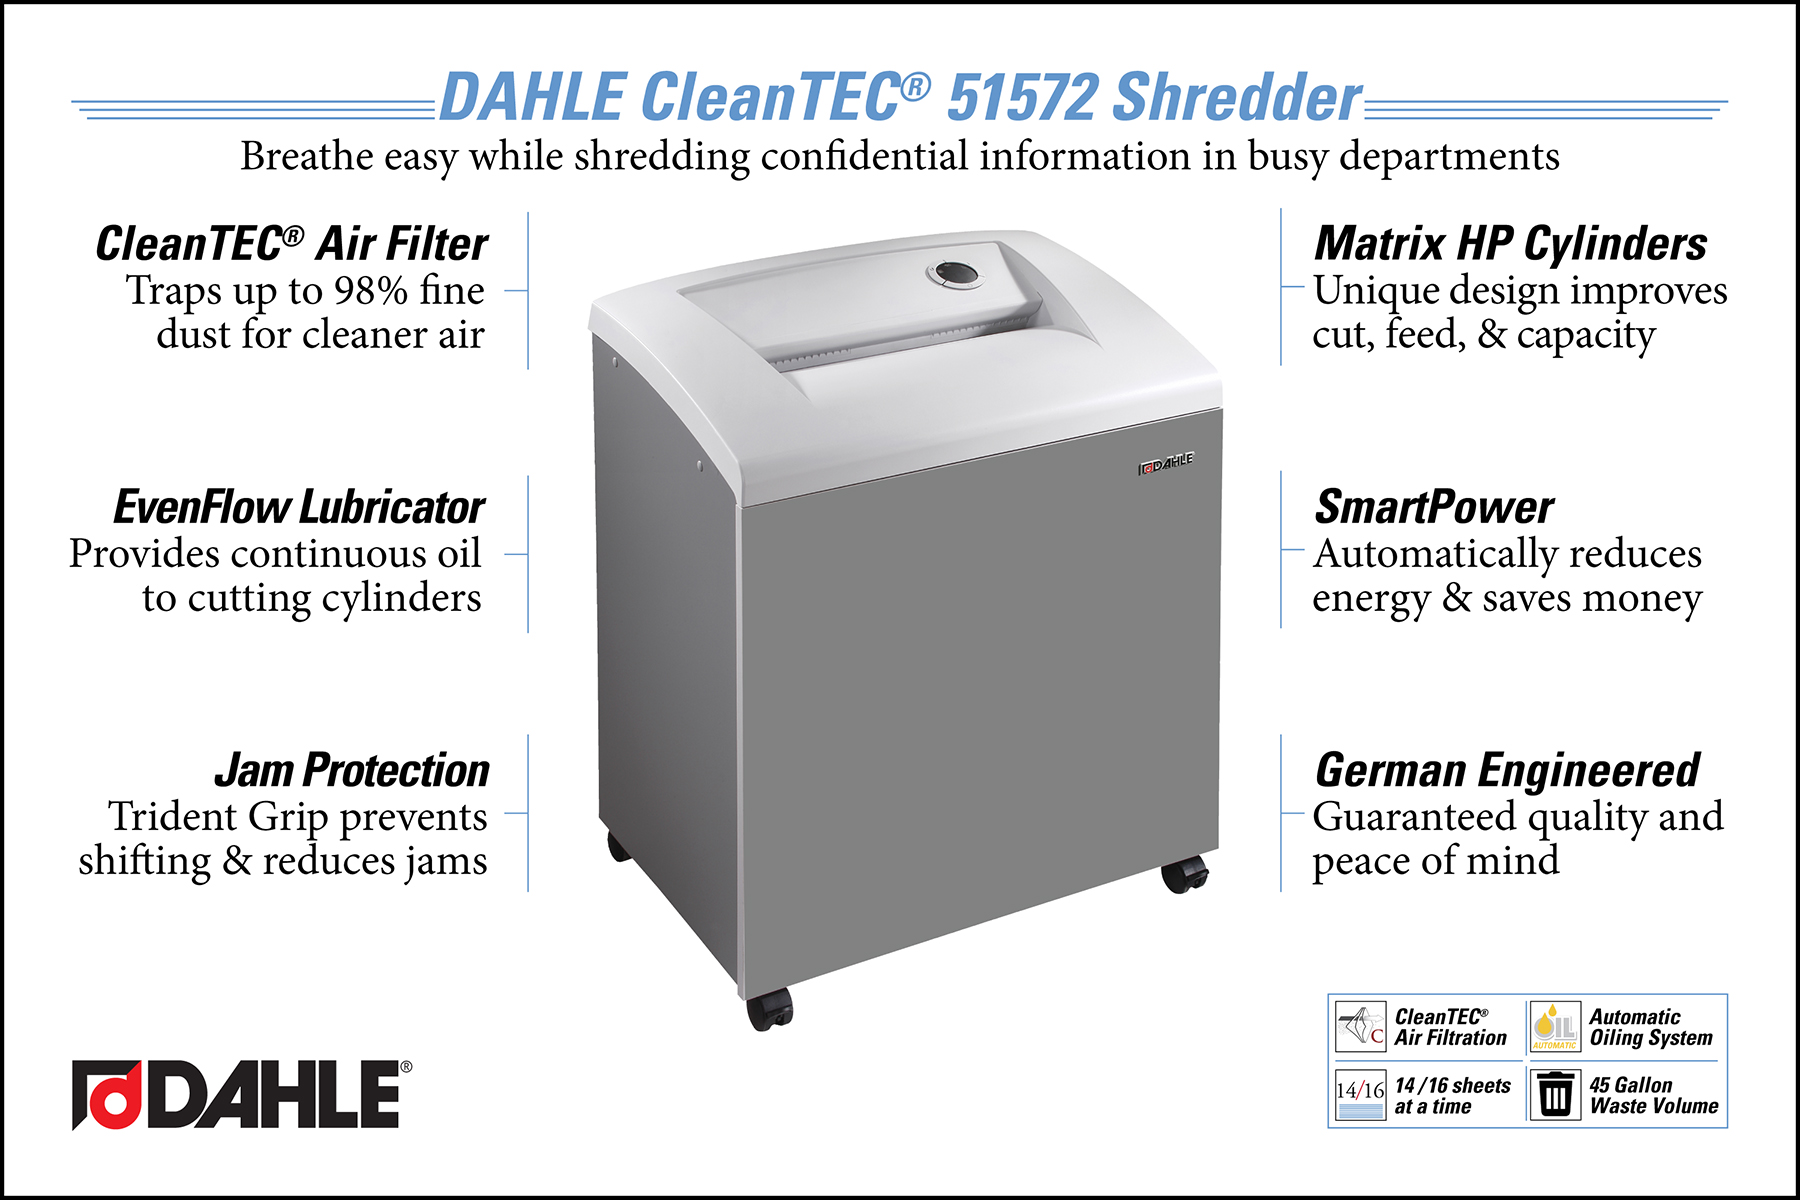 DAHLE CleanTEC® 51572 Shredder
Breathe easy while shredding confidential information in busy departments
CleanTEC® Air Filter
Traps up to 98% fine
dust for cleaner air
EvenFlow Lubricator
Provides continuous oil
to cutting cylinders
Jam Protection
Trident Grip prevents
shifting & reduces jams
Matrix HP Cylinders
Unique design improves
cut, feed, & capacity
SmartPower
Automatically reduces
energy & saves money
German Engineered
Guaranteed quality and
peace of mind
DAHLE
DAHLE®
C
CleanTEC®
Air Filtration
OIL
AUTOMATIC
Automatic
Oiling System
14/16
14/16 sheets
at a time
45 Gallon
Waste Volume